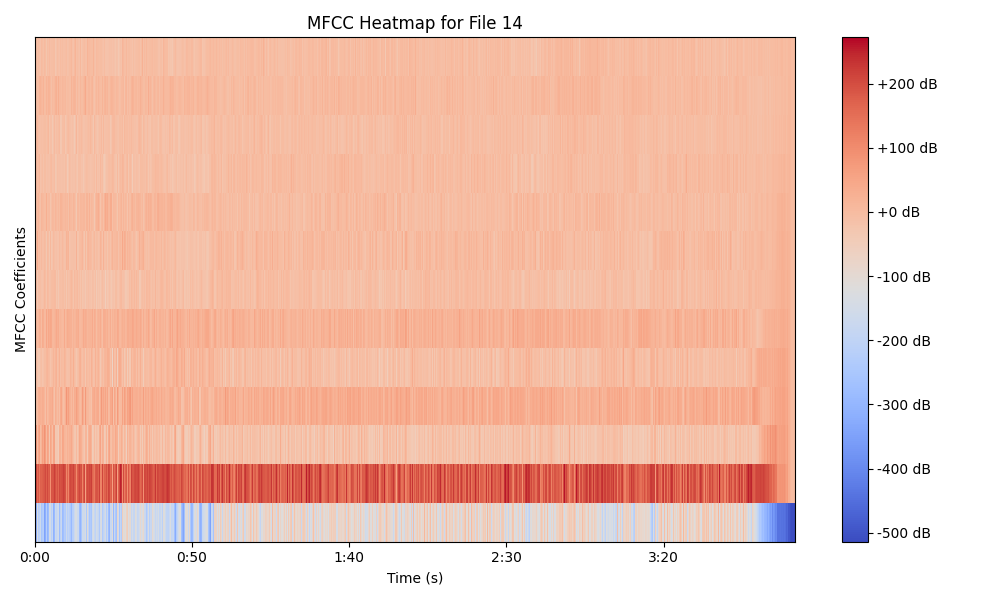 MFCC Heatmap for File 14
MFCC Coefficients
+200 dB
+100 dB
+0 dB
-100 dB
-200 dB
-300 dB
-400 dB
-500 dB
0:00 0:50 1:40 2:30 3:20
Time (s)